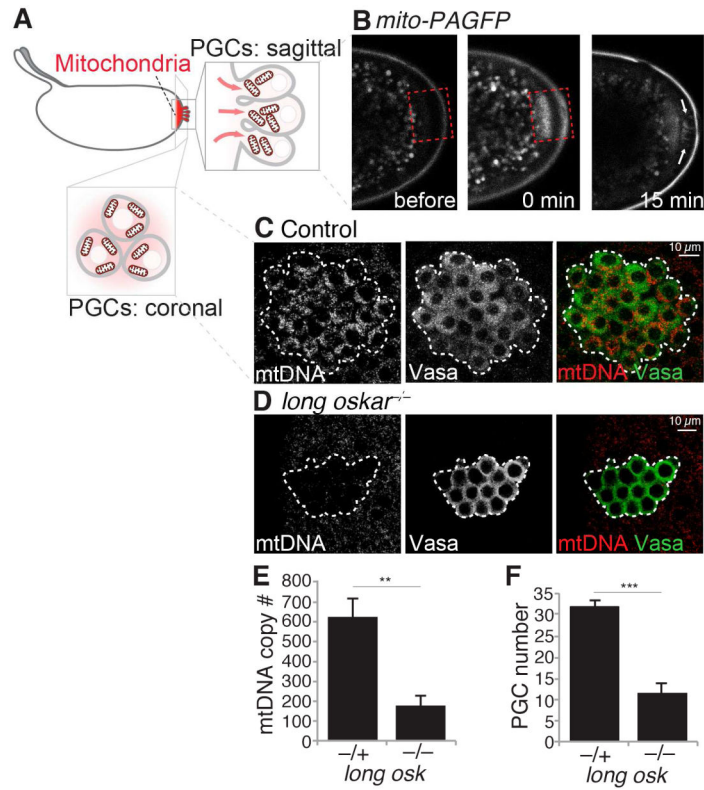 A
PGCs: sagittal
Mitochondria
PGCs: coronal
B mito-PAGFP
before
0 min
15 min
C Control
mtDNA
Vasa
10 µm
mtDNA Vasa
D long oskar–/–
mtDNA
Vasa
10 µm
mtDNA Vasa
E
mtDNA copy #
800
700
600
500
400
300
200
100
0
**
–/+
–/–
long osk
F
PGC number
35
30
25
20
15
10
5
0
***
–/+
–/–
long osk